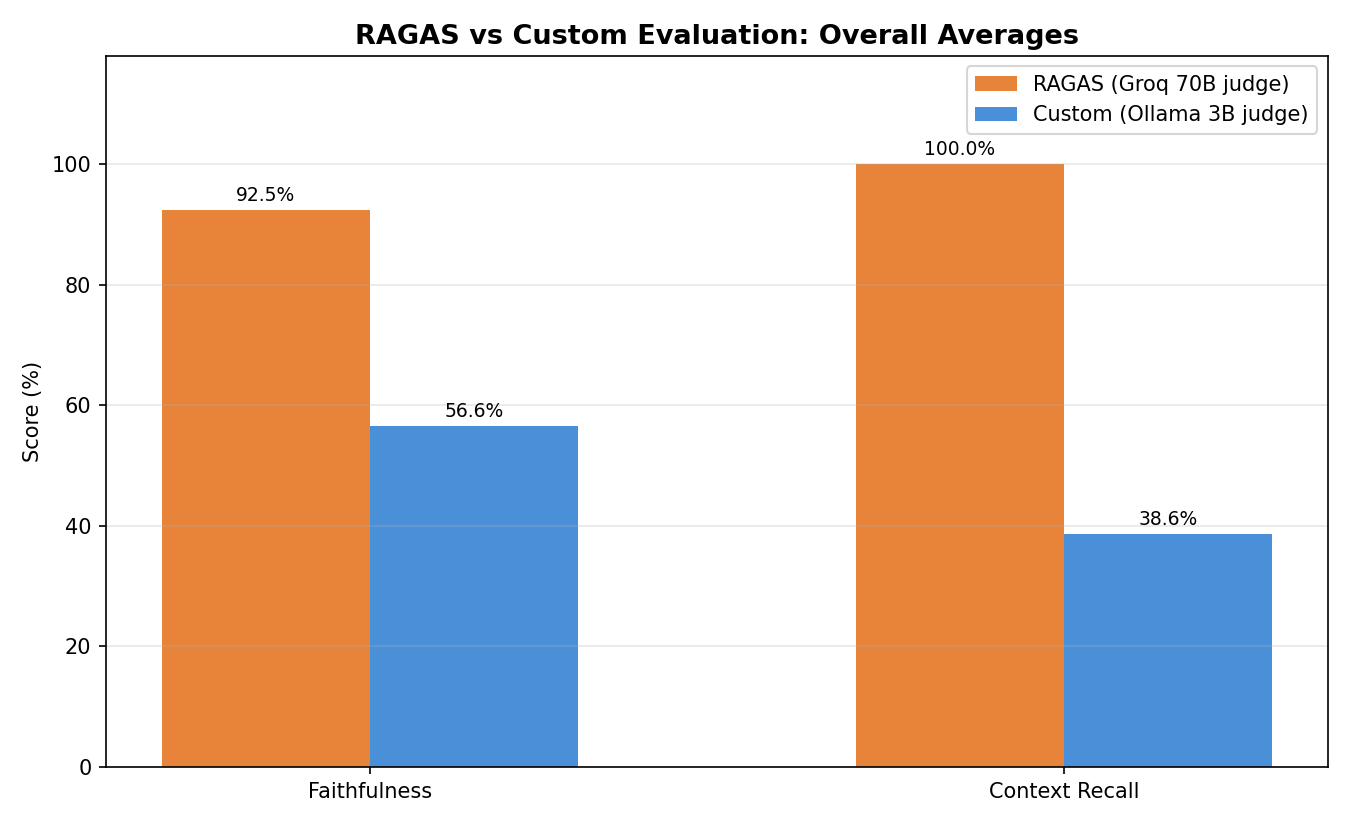 RAGAS vs Custom Evaluation: Overall Averages
RAGAS (Groq 70B judge)
Custom (Ollama 3B judge)
100.0%
92.5%
56.6%
38.6%
Score (%)
100
80
60
40
20
0
Faithfulness
Context Recall